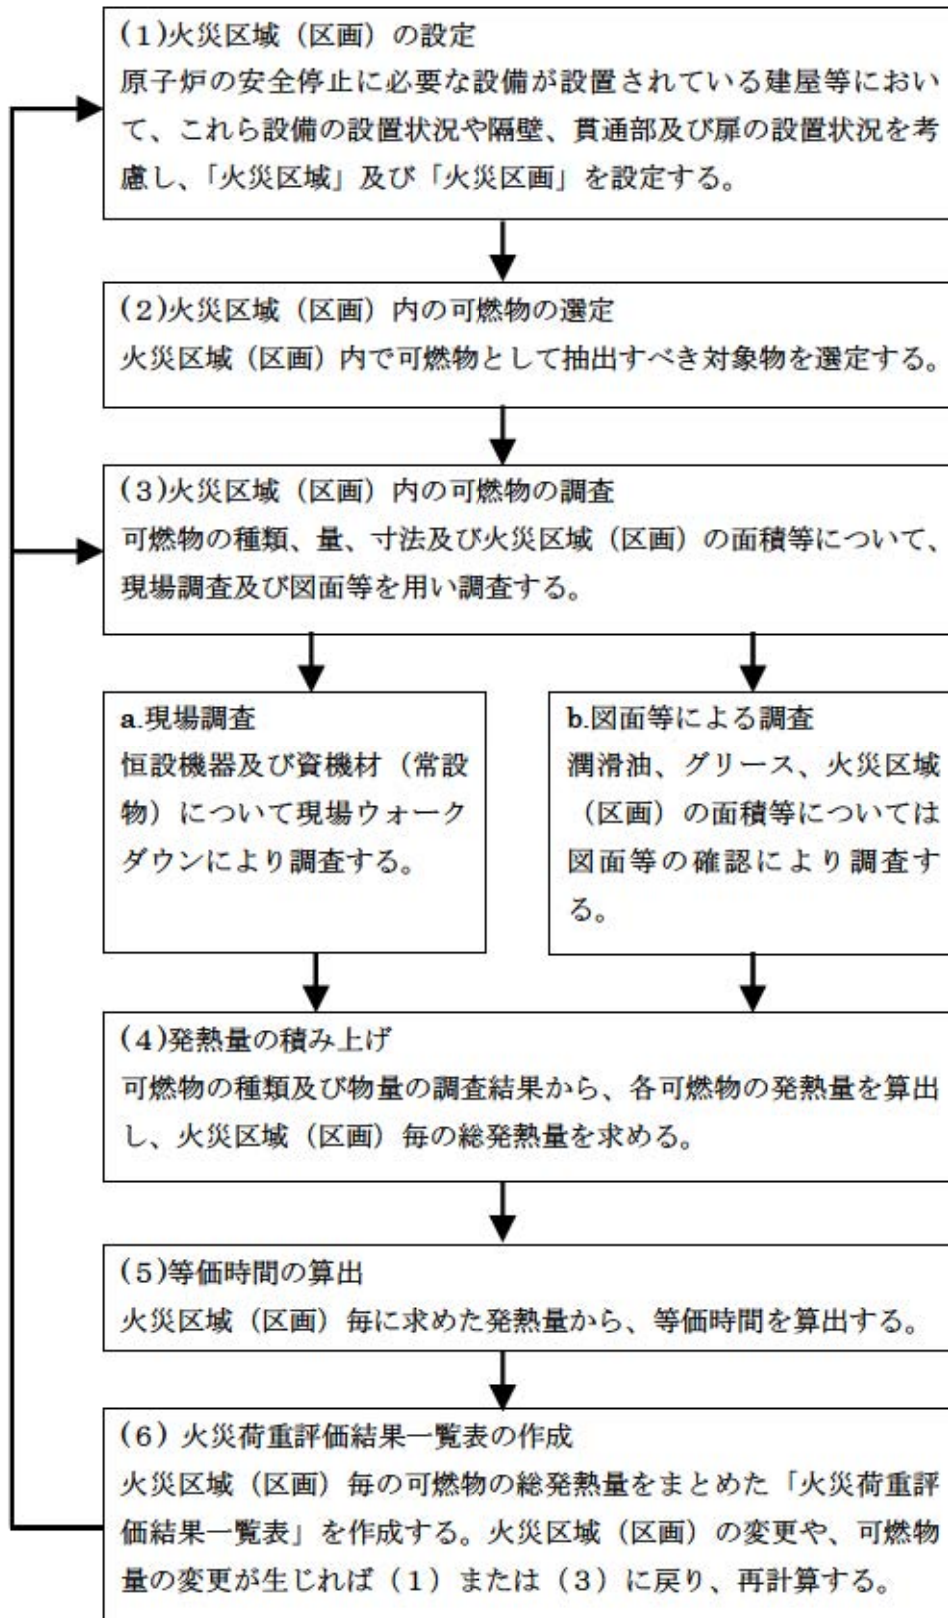 (１)火災区域（区画）の設定
原子炉の安全停止に必要な設備が設置されている建屋等におい
て、これら設備の設置状況や隔壁、貫通部及び扉の設置状況を考
慮し、「火災区域」及び「火災区画」を設定する。
(２)火災区域（区画）内の可燃物の選定
火災区域（区画）内で可燃物として抽出すべき対象物を選定する。
(３)火災区域（区画）内の可燃物の調査
可燃物の種類、量、寸法及び火災区域（区画）の面積等について、
現場調査及び図面等を用い調査する。
a.現場調査
恒設機器及び資機材（常設
物）について現場ウォーク
ダウンにより調査する。
b.図面等による調査
潤滑油、グリース、火災区域
（区画）の面積等については
図面等の確認により調査す
る。
(４)発熱量の積み上げ
可燃物の種類及び物量の調査結果から、各可燃物の発熱量を算出
し、火災区域（区画）毎の総発熱量を求める。
(５)等価時間の算出
火災区域（区画）毎に求めた発熱量から、等価時間を算出する。
(６) 火災荷重評価結果一覧表の作成
火災区域（区画）毎の可燃物の総発熱量をまとめた「火災荷重評
価結果一覧表」を作成する。火災区域（区画）の変更や、可燃物
量の変更が生じれば（１）または（３）に戻り、再計算する。